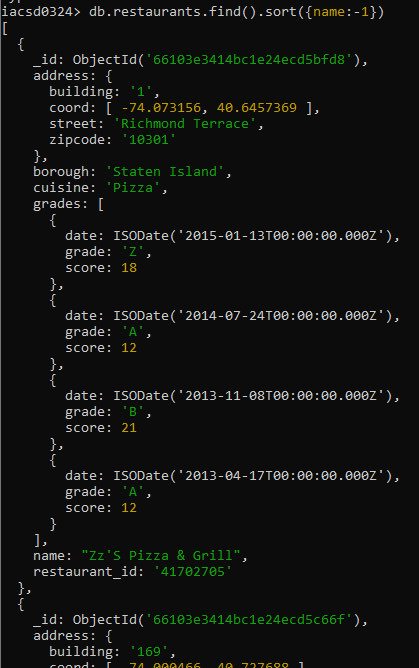 iacsd0324> db.restaurants.find().sort({name:-1})
[
  {
    _id: ObjectId('66103e3414bc1e24ecd5bfd8'),
    address: {
      building: '1',
      coord: [ -74.073156, 40.6457369 ],
      street: 'Richmond Terrace',
      zipcode: '10301'
    },
    borough: 'Staten Island',
    cuisine: 'Pizza',
    grades: [
      {
        date: ISODate('2015-01-13T00:00:00.000Z'),
        grade: 'Z',
        score: 18
      },
      {
        date: ISODate('2014-07-24T00:00:00.000Z'),
        grade: 'A',
        score: 12
      },
      {
        date: ISODate('2013-11-08T00:00:00.000Z'),
        grade: 'B',
        score: 21
      },
      {
        date: ISODate('2013-04-17T00:00:00.000Z'),
        grade: 'A',
        score: 12
      }
    ],
    name: "Zz'S Pizza & Grill",
    restaurant_id: '41702705'
  },
  {
    _id: ObjectId('66103e3414bc1e24ecd5c66f'),
    address: {
      building: '169',
      coord: [ -74.000466, 40.727688 ]